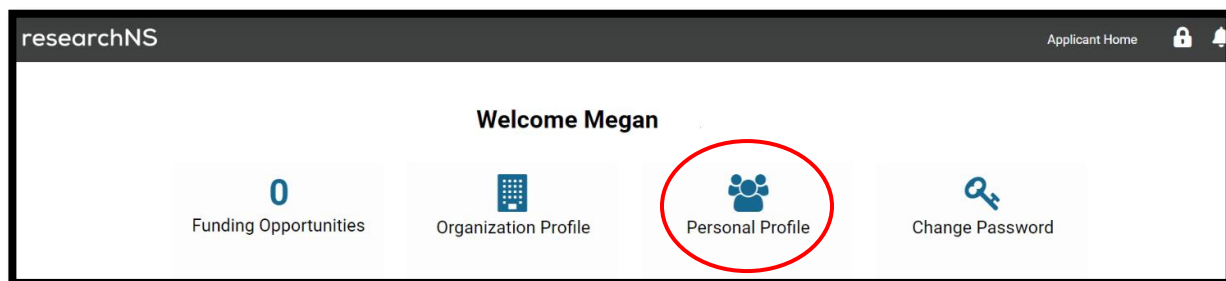 researchNS
Applicant Home
Welcome Megan
0
Funding Opportunities
Organization Profile
Personal Profile
Change Password